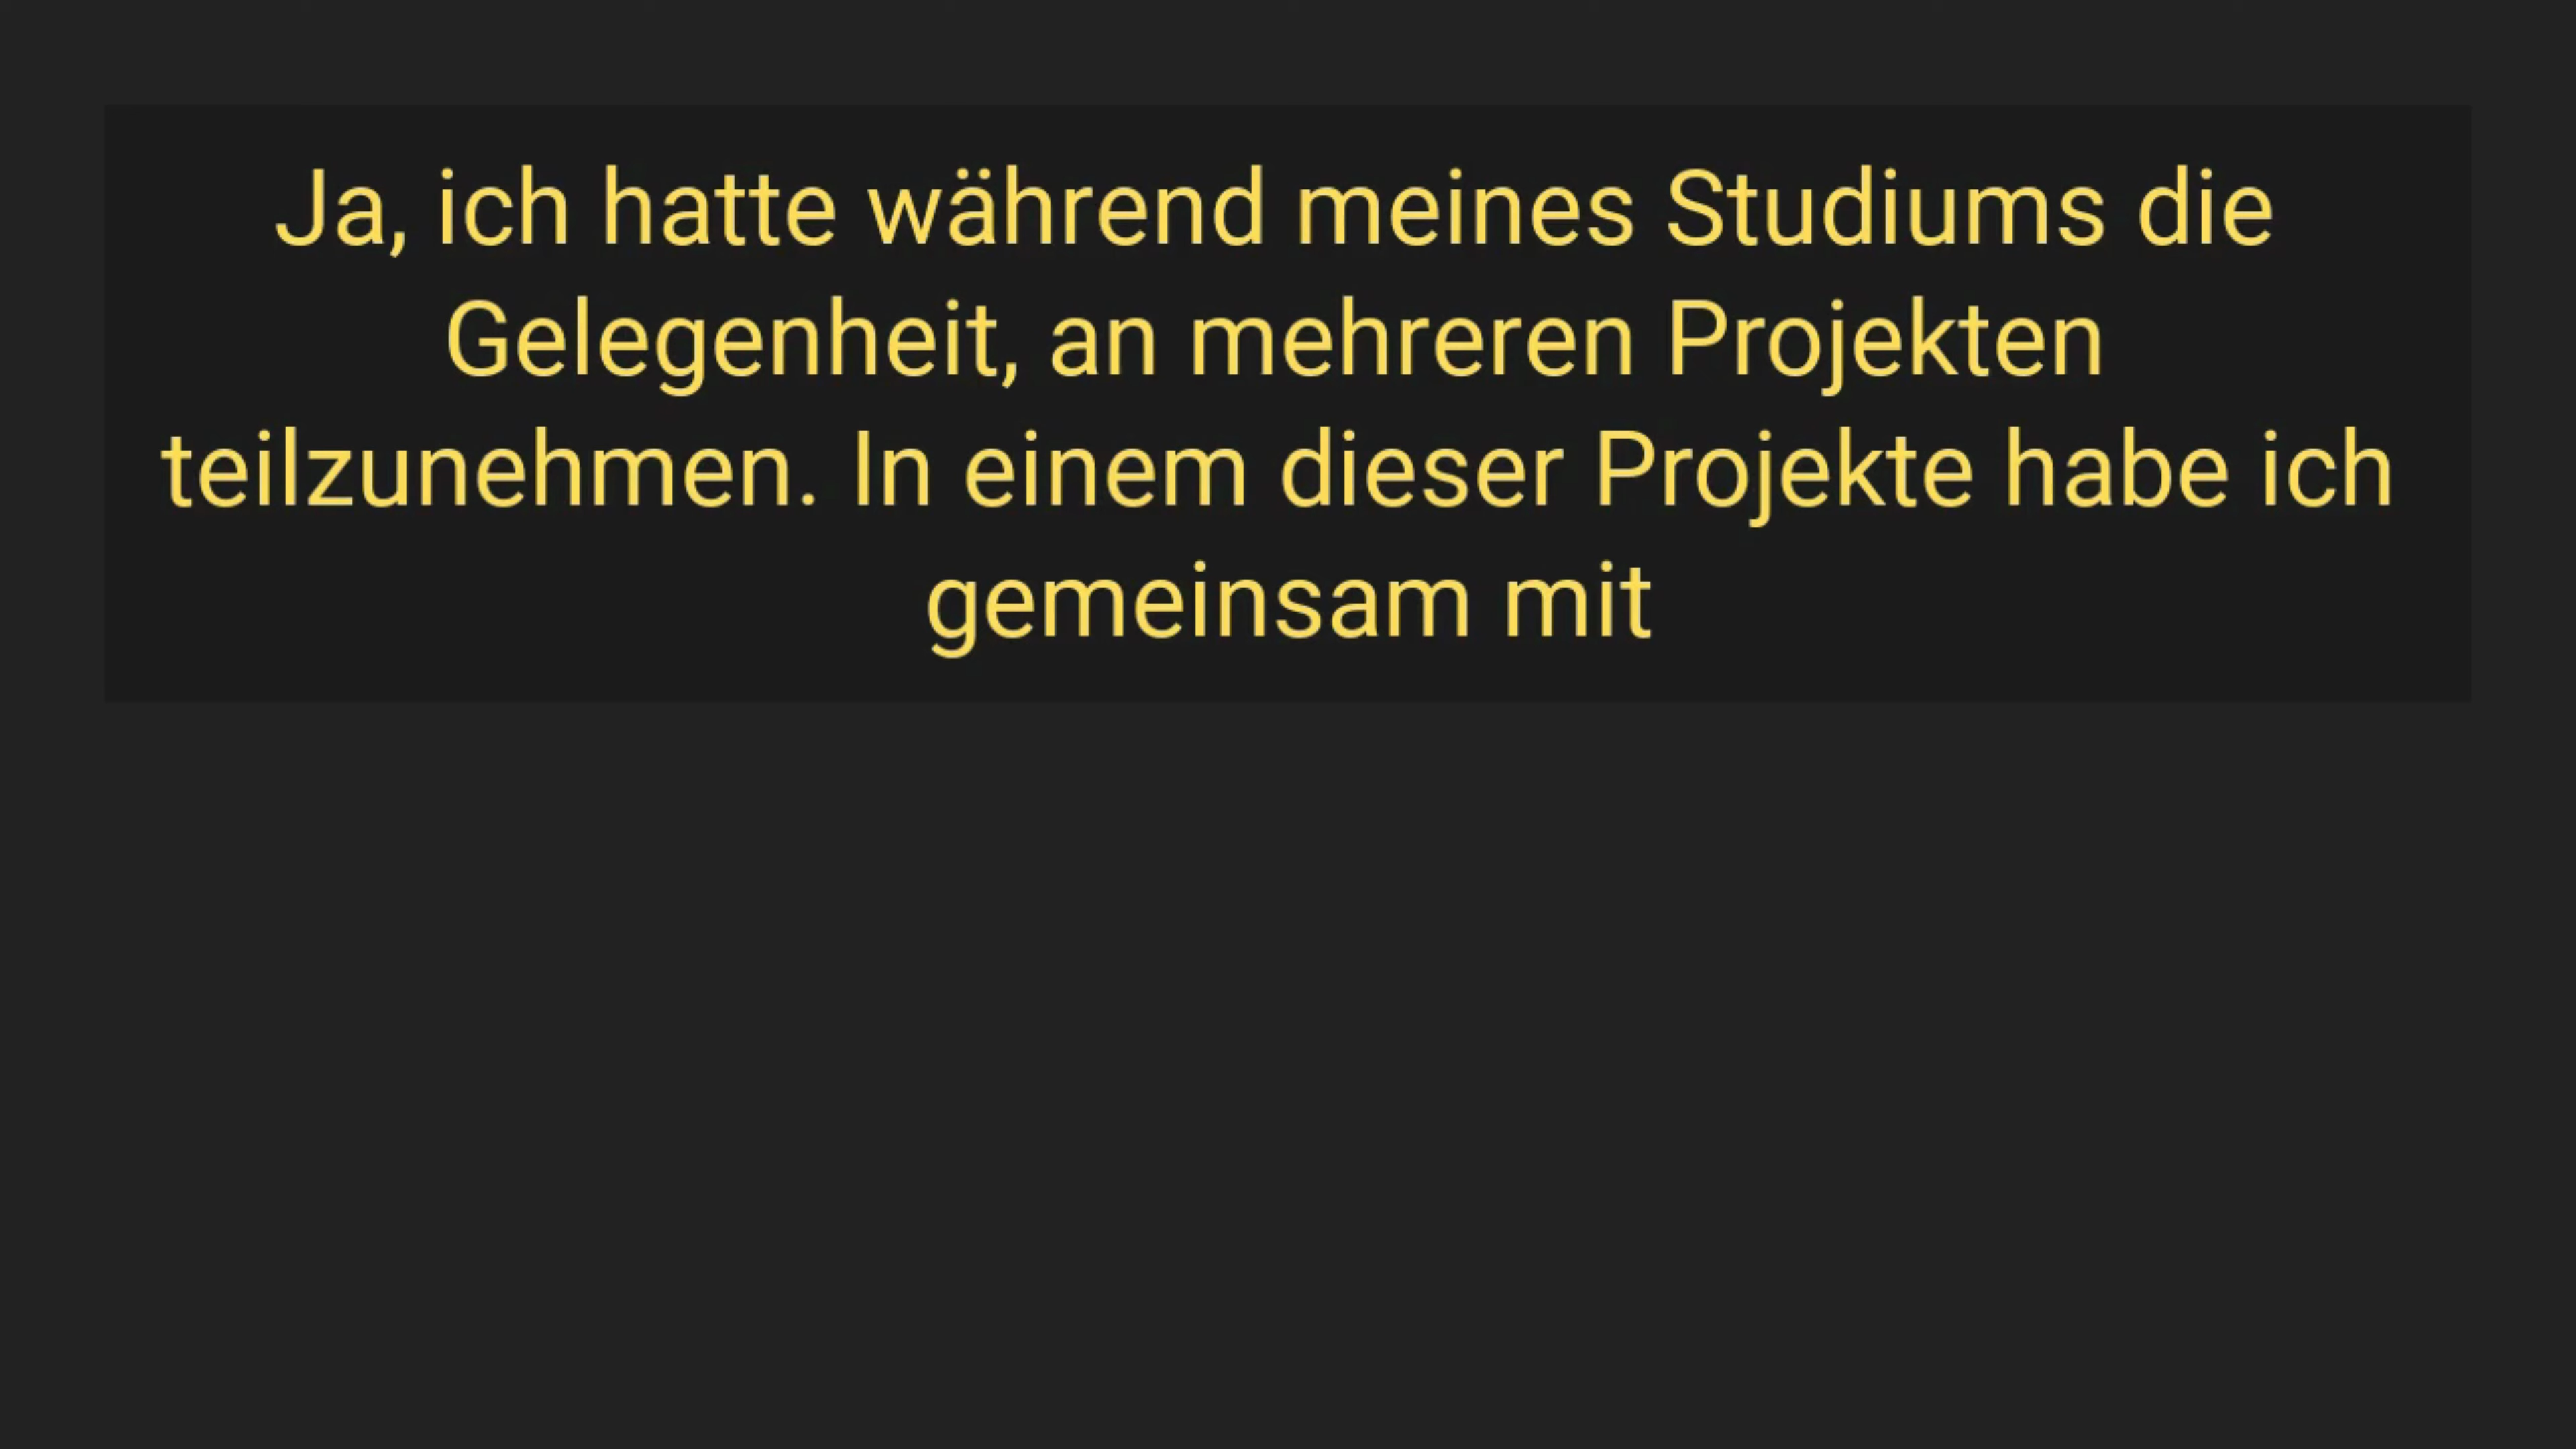 Ja, ich hatte während meines Studiums die
Gelegenheit, an mehreren Projekten
teilzunehmen. In einem dieser Projekte habe ich
gemeinsam mit